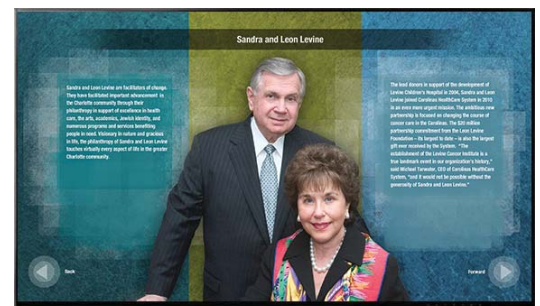 Sandra and Leon Levine
Sandra and Leon Levine are facilitators of change.
They have facilitated important advancement in
the Charlotte community through their
philanthropy in support of excellence in health
care, the arts, academics, Jewish identity, and
numerous programs and services benefiting
people in need. Visionary in nature and gracious
in life, the philanthropy of Sandra and Leon Levine
touches virtually every aspect of life in the greater
Charlotte community.
The lead donors in support of the development of
Levine Children's Hospital in 2006, Sandra and Leon
Levine joined Carolinas HealthCare System in 2010
in an even more urgent mission. The ambitious new
partnership is focused on changing the course of
cancer care in the Carolinas. The $20 million
partnership commitment from the Leon Levine
Foundation – its largest to date – is also the largest
gift ever received by the System. "The
establishment of the Levine Cancer Institute is a
true landmark event in our organization's history,"
said Michael Tarwater, CEO of Carolinas HealthCare
System, "and it would not be possible without the
generosity of Sandra and Leon Levine."
Back
Forward